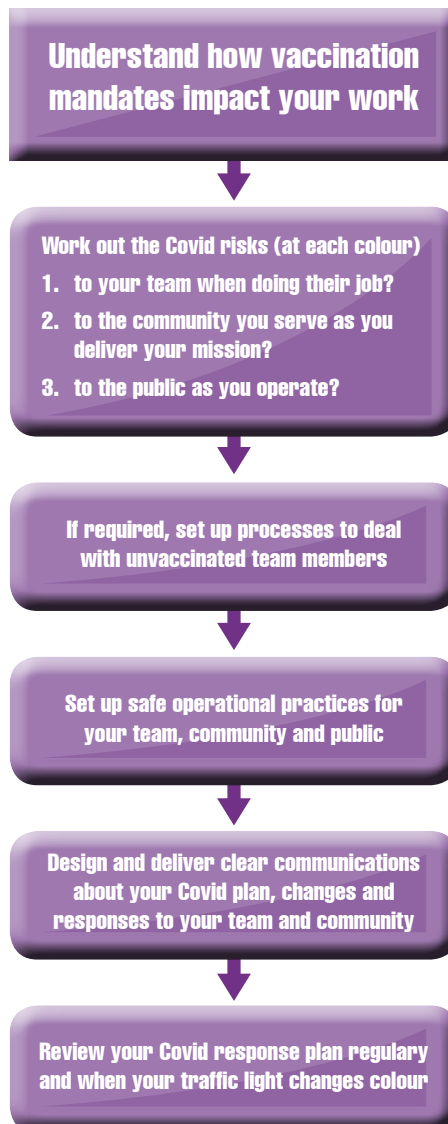 Understand how vaccination
mandates impact your work
Work out the Covid risks (at each colour)
1. to your team when doing their job?
2. to the community you serve as you
deliver your mission?
3. to the public as you operate?
If required, set up processes to deal
with unvaccinated team members
Set up safe operational practices for
your team, community and public
Design and deliver clear communications
about your Covid plan, changes and
responses to your team and community
Review your Covid response plan regulary
and when your traffic light changes colour